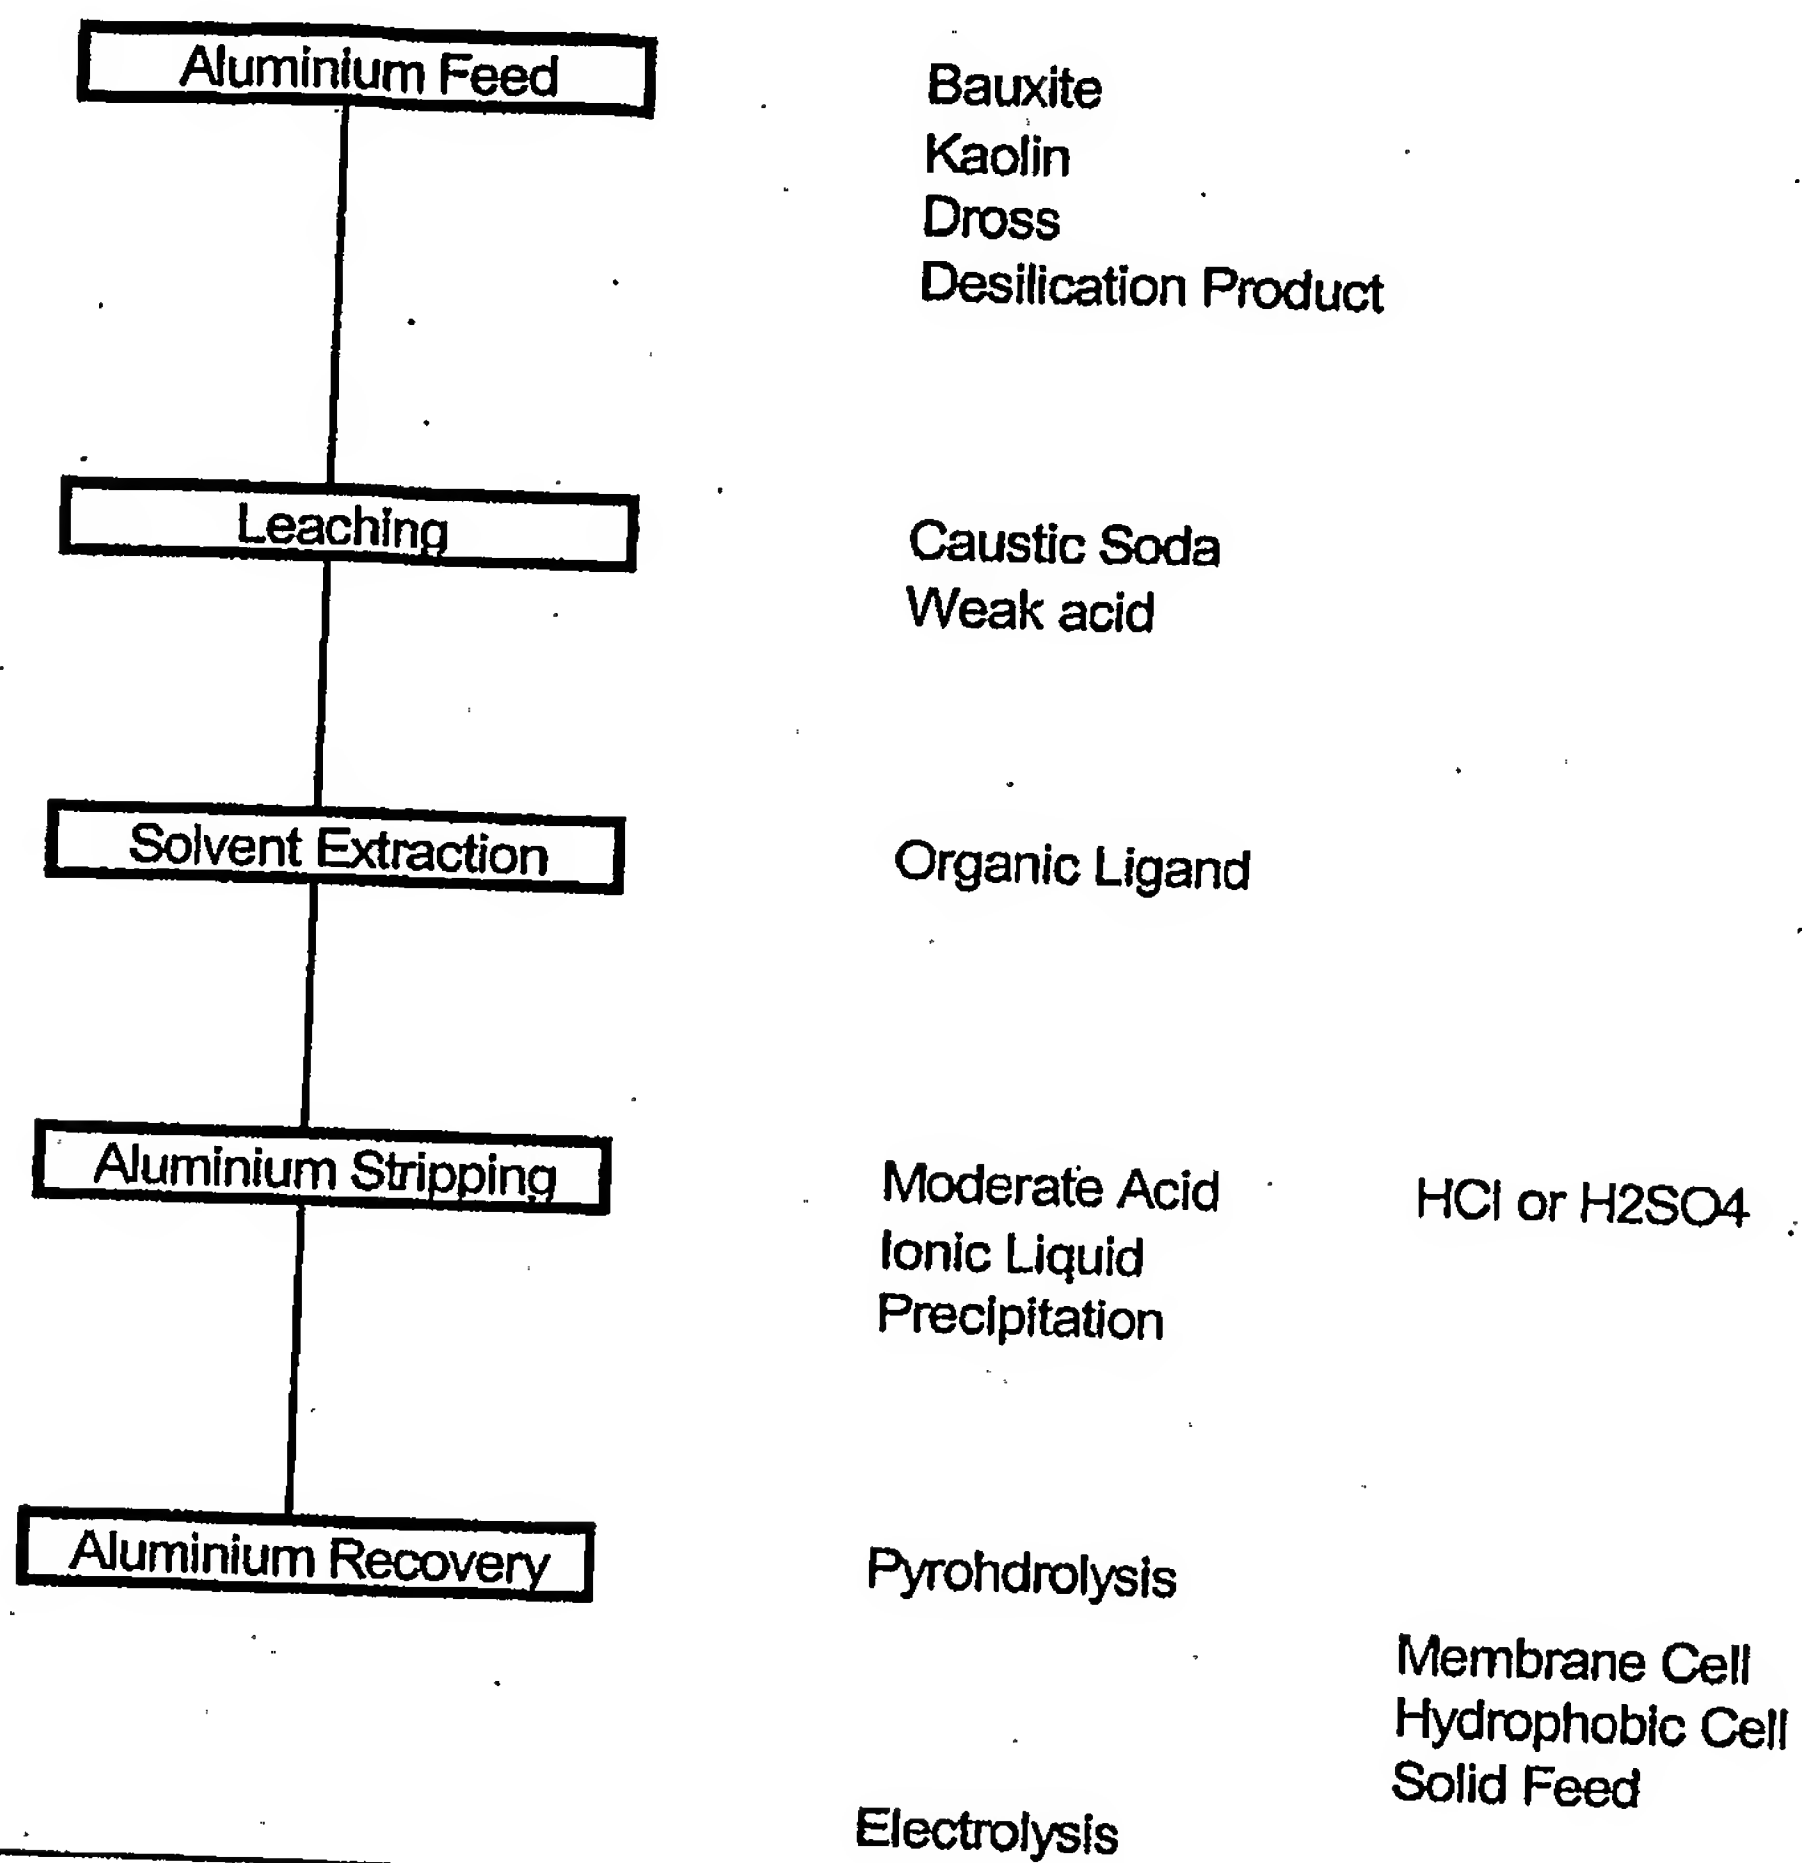 Aluminium Feed
Bauxite
Kaolin
Dross
Desilication Product
Leaching
Caustic Soda
Weak acid
Solvent Extraction
Organic Ligand
Aluminium Stripping
Moderate Acid
HCl or H2SO4
Ionic Liquid
Precipitation
Aluminium Recovery
Pyrohdrolysis
Membrane Cell
Hydrophobic Cell
Solid Feed
Electrolysis